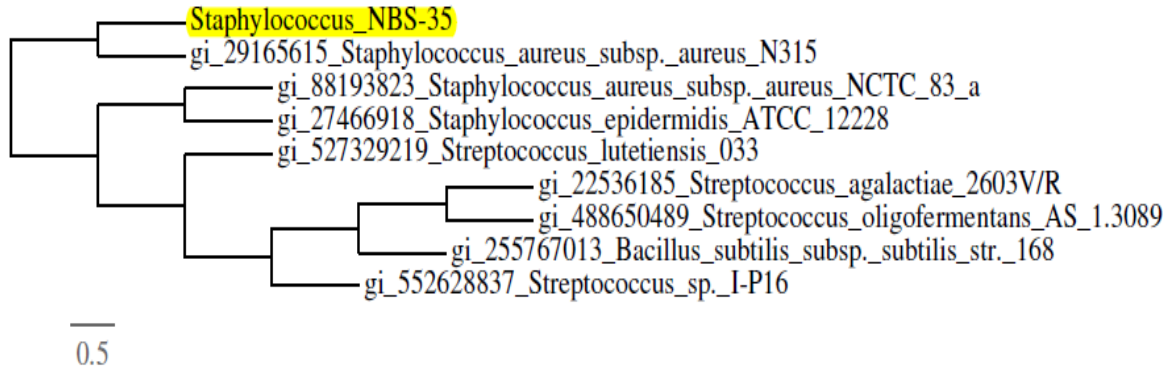 Staphylococcus_NBS-35
gi_29165615_Staphylococcus_aureus_subsp._aureus_N315
gi_88193823_Staphylococcus_aureus_subsp._aureus_NCTC_83_a
gi_27466918_Staphylococcus_epidermidis_ATCC_12228
gi_527329219_Streptococcus_lutetiensis_033
gi_22536185_Streptococcus_agalactiae_2603V/R
gi_488650489_Streptococcus_oligofermentans_AS_1.3089
gi_255767013_Bacillus_subtilis_subsp._subtilis_str._168
gi_552628837_Streptococcus_sp._I-P16
0.5